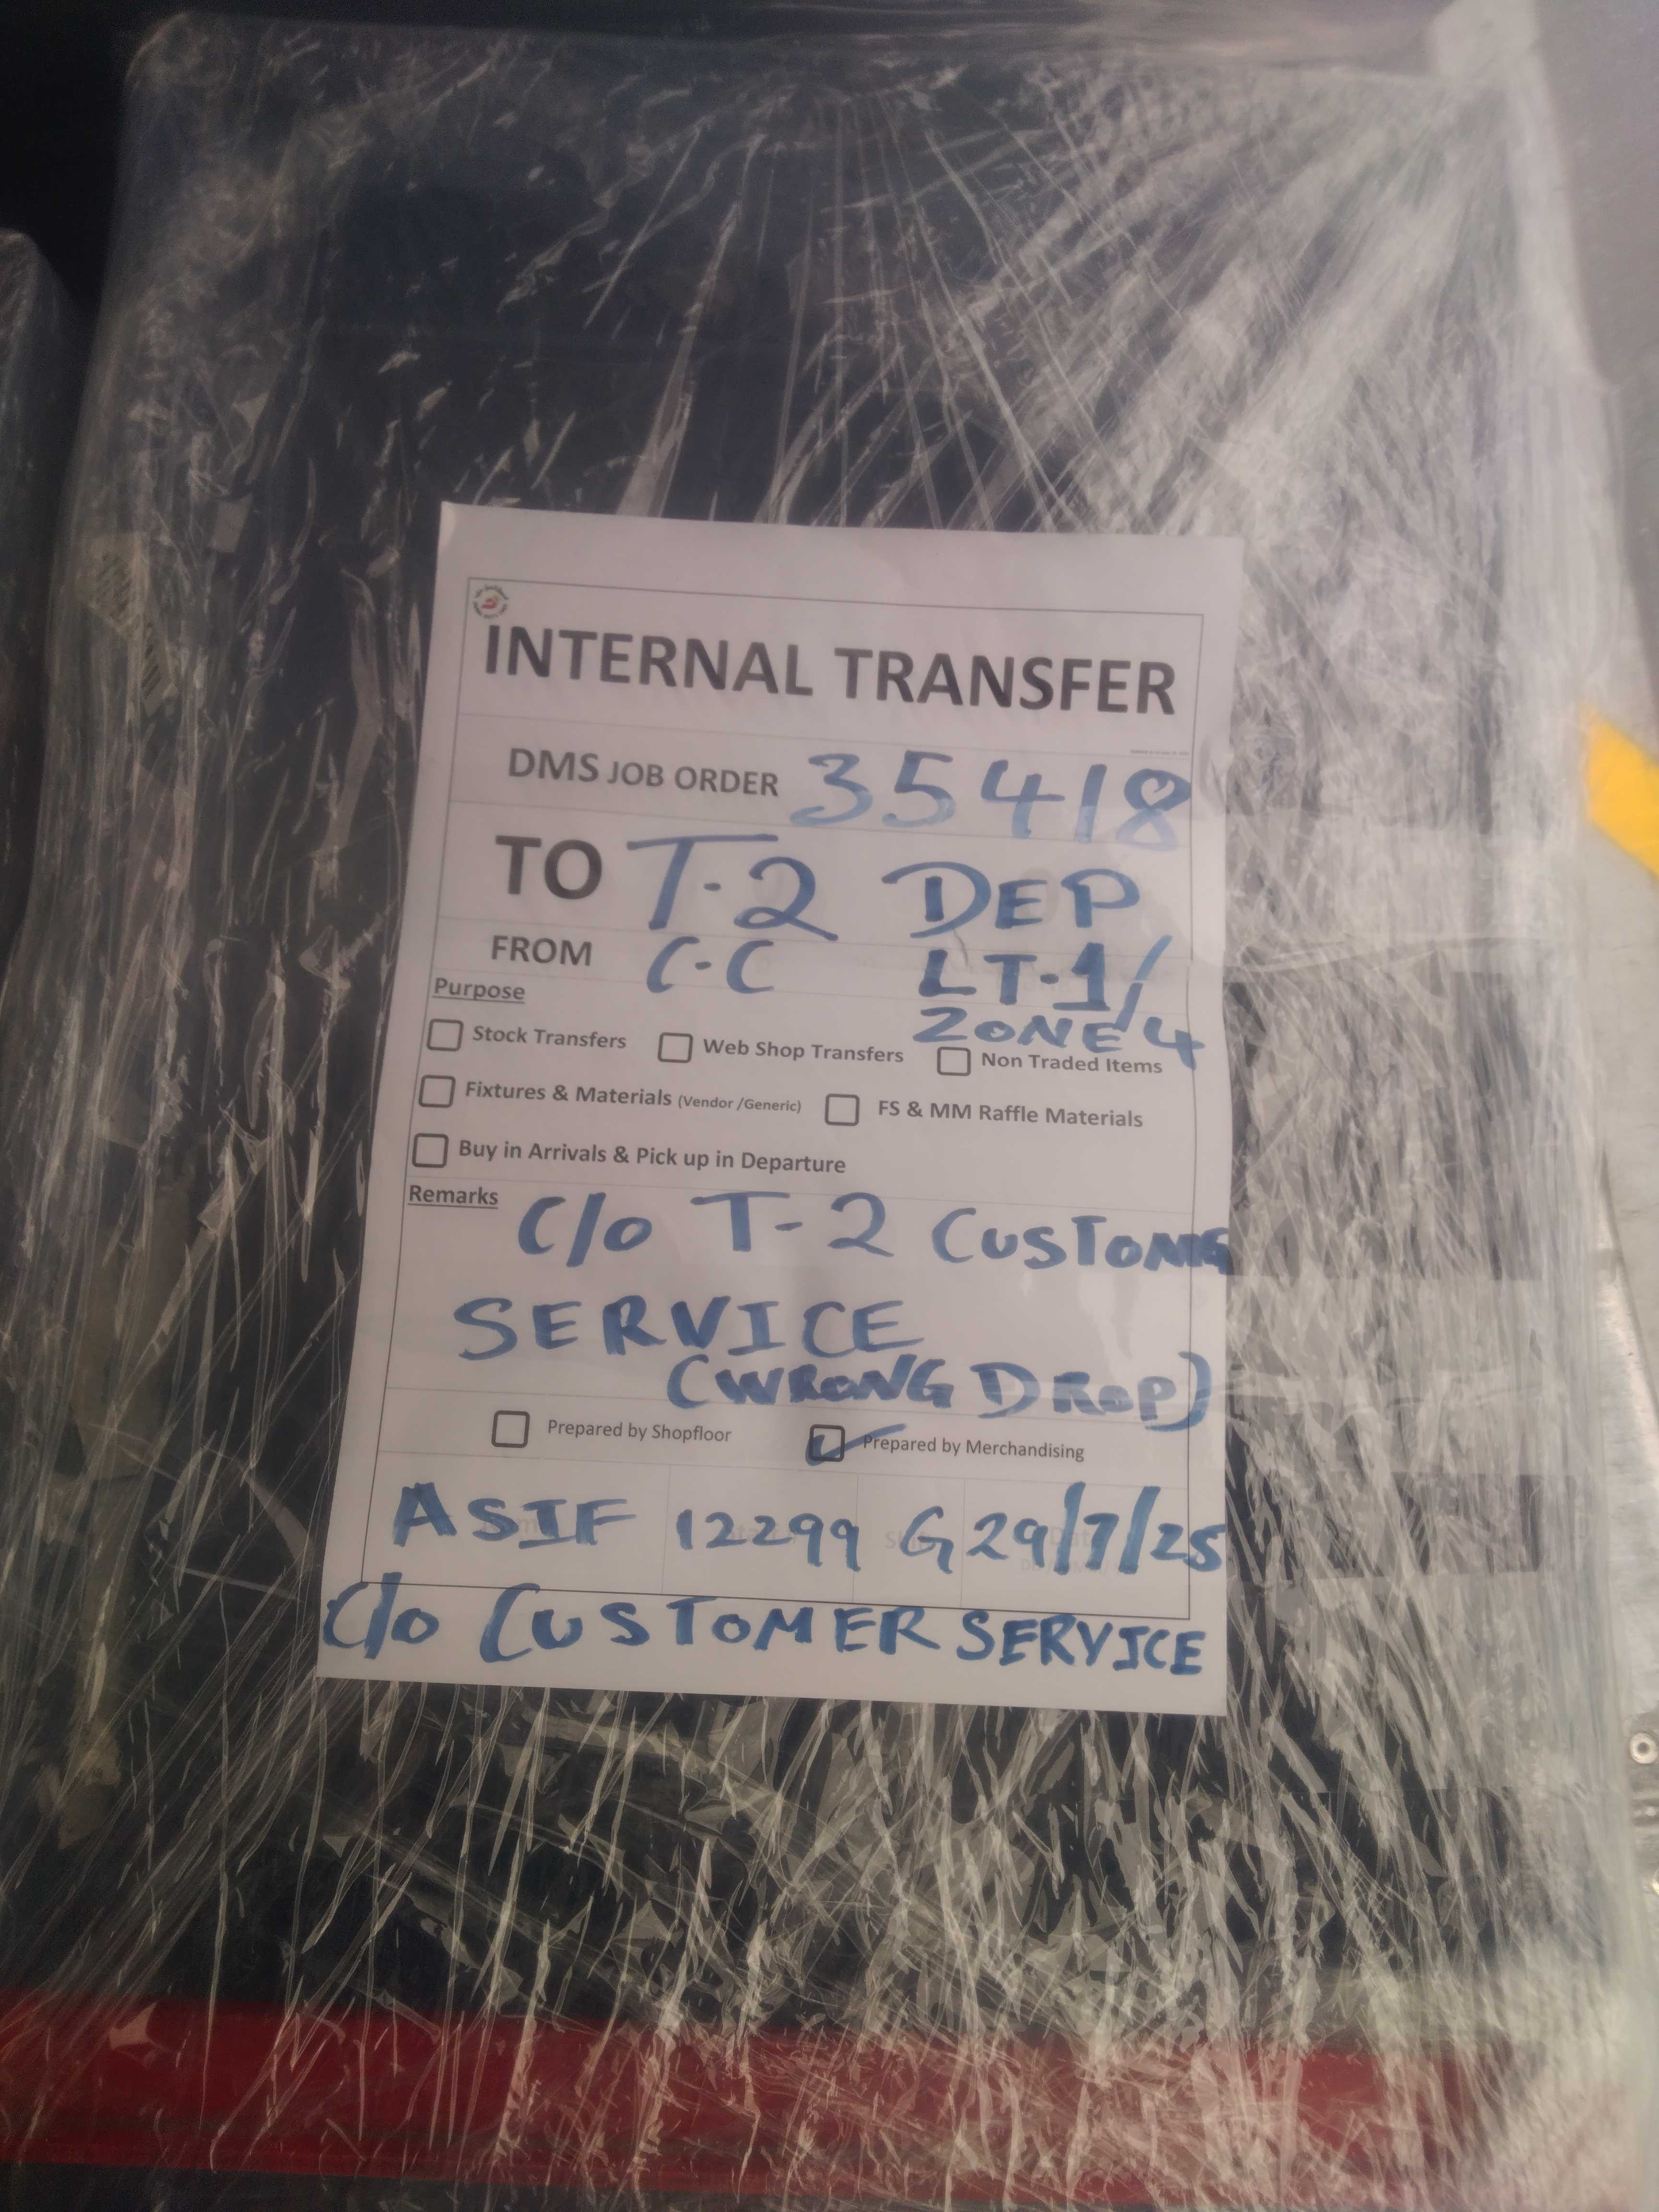 INTERNAL TRANSFER
DMS JOB ORDER 35418
TO T-2 DEP
FROM C-C LT-1/
ZONE 4
Purpose
Stock Transfers Web Shop Transfers Non Traded Items
Fixtures & Materials (Vendor /Generic) FS & MM Raffle Materials
Buy in Arrivals & Pick up in Departure
Remarks
C/o T-2
SERVICE
(WRONG DROP)
Prepared by Shopfloor Prepared by Merchandising
ASIF 12299 G 29/7/25
C/o CUSTOMER SERVICE